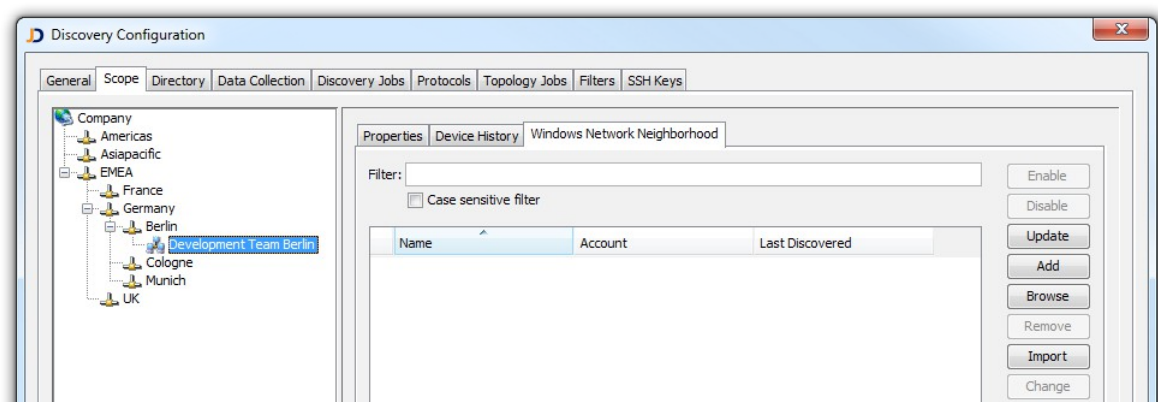 Discovery Configuration
General Scope Directory Data Collection Discovery Jobs Protocols Topology Jobs Filters SSH Keys
Company
Americas
Asiapacific
EMEA
France
Germany
Berlin
Development Team Berlin
Cologne
Munich
UK
Properties Device History Windows Network Neighborhood
Filter:
Case sensitive filter
Name Account Last Discovered
Enable
Disable
Update
Add
Browse
Remove
Import
Change